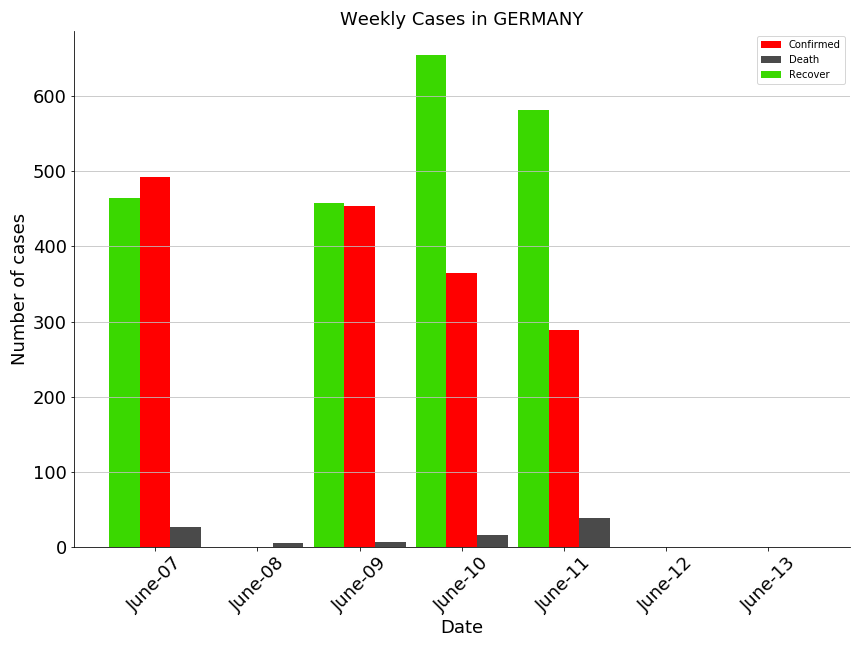 Weekly Cases in GERMANY
Confirmed
Death
Recover
Number of cases
600
500
400
300
200
100
0
June-07
June-08
June-09
June-10
June-11
June-12
June-13
Date